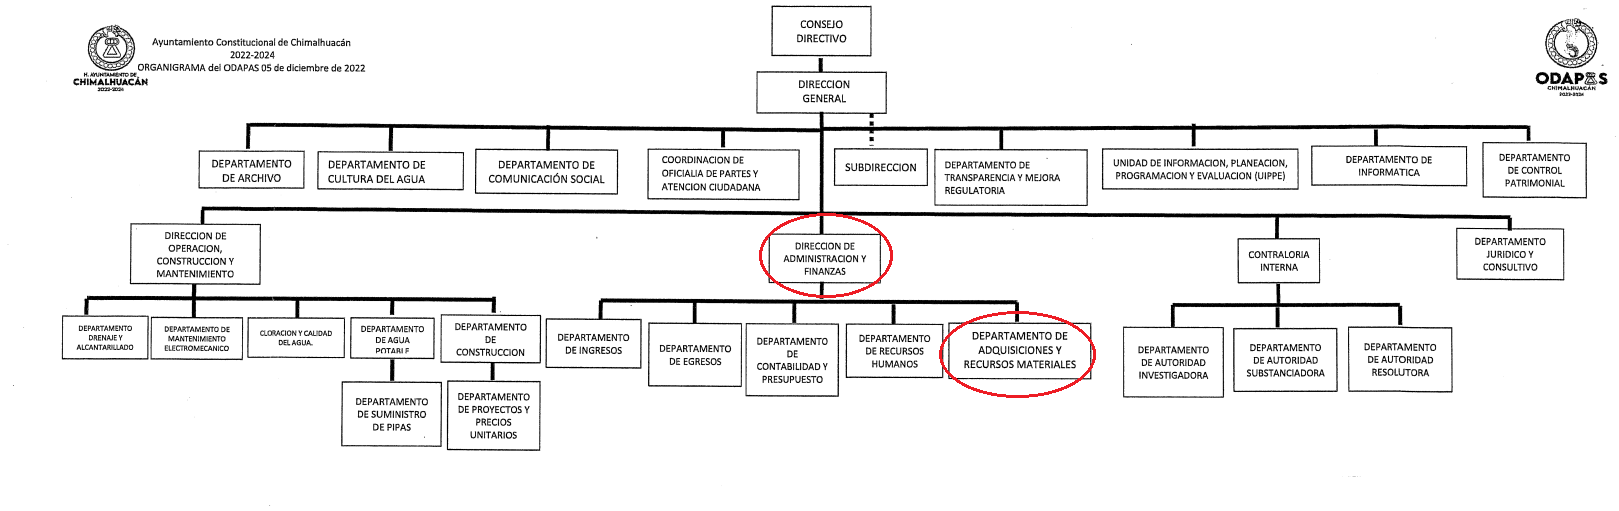 H. AYUNTAMIENTO DE
CHIMALHUACÁN
2022-2024
Ayuntamiento Constitucional de Chimalhuacán
2022-2024
ORGANIGRAMA del ODAPAS 05 de diciembre de 2022
ODAPAS
CHIMALHUACÁN
2022-2024
CONSEJO
DIRECTIVO
DIRECCION
GENERAL
DEPARTAMENTO
DE ARCHIVO
DEPARTAMENTO DE
CULTURA DEL AGUA
DEPARTAMENTO DE
COMUNICACIÓN SOCIAL
COORDINACION DE
OFICIALIA DE PARTES Y
ATENCION CIUDADANA
SUBDIRECCION
DEPARTAMENTO DE
TRANSPARENCIA Y MEJORA
REGULATORIA
UNIDAD DE INFORMACION, PLANEACION,
PROGRAMACION Y EVALUACION (UIPPE)
DEPARTAMENTO DE
INFORMATICA
DEPARTAMENTO
DE CONTROL
PATRIMONIAL
DIRECCION DE
OPERACION,
CONSTRUCCION Y
MANTENIMIENTO
DIRECCION DE
ADMINISTRACION Y
FINANZAS
CONTRALORIA
INTERNA
DEPARTAMENTO
JURIDICO Y
CONSULTIVO
DEPARTAMENTO
DRENAJE Y
ALCANTARILLADO
DEPARTAMENTO DE
MANTENIMIENTO
ELECTROMECANICO
CLORACION Y CALIDAD
DEL AGUA.
DEPARTAMENTO
DE AGUA
POTABLE
DEPARTAMENTO
DE
CONSTRUCCION
DEPARTAMENTO
DE INGRESOS
DEPARTAMENTO
DE EGRESOS
DEPARTAMENTO
DE
CONTABILIDAD Y
PRESUPUESTO
DEPARTAMENTO
DE RECURSOS
HUMANOS
DEPARTAMENTO DE
ADQUISICIONES Y
RECURSOS MATERIALES
DEPARTAMENTO
DE AUTORIDAD
INVESTIGADORA
DEPARTAMENTO
DE AUTORIDAD
SUBSTANCIADORA
DEPARTAMENTO
DE AUTORIDAD
RESOLUTORA
DEPARTAMENTO
DE SUMINISTRO
DE PIPAS
DEPARTAMENTO
DE PROYECTOS Y
PRECIOS
UNITARIOS